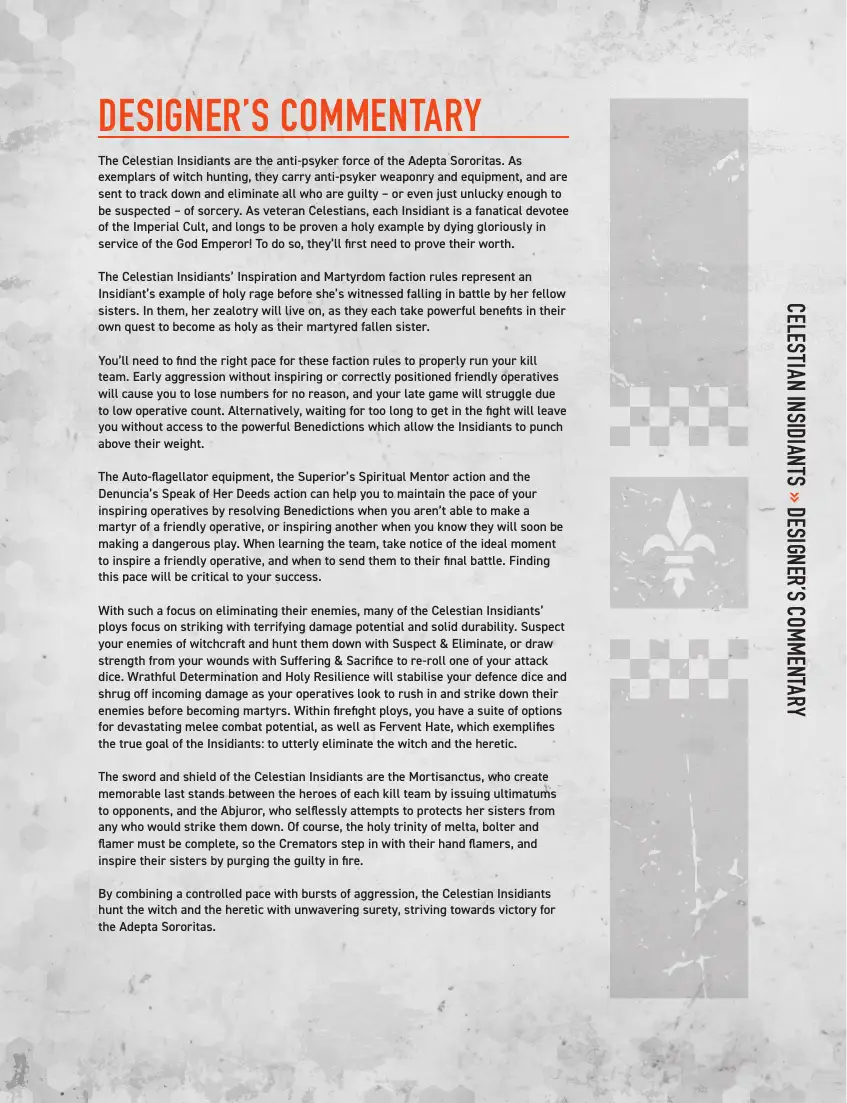 DESIGNER'S COMMENTARY
The Celestian Insidiants are the anti-psyker force of the Adepta Sororitas. As
exemplars of witch hunting, they carry anti-psyker weaponry and equipment, and are
sent to track down and eliminate all who are guilty – or even just unlucky enough to
be suspected – of sorcery. As veteran Celestians, each Insidiant is a fanatical devotee
of the Imperial Cult, and longs to be proven a holy example by dying gloriously in
service of the God Emperor! To do so, they'll first need to prove their worth.
The Celestian Insidiants' Inspiration and Martyrdom faction rules represent an
Insidiant's example of holy rage before she's witnessed falling in battle by her fellow
sisters. In them, her zealotry will live on, as they each take powerful benefits in their
own quest to become as holy as their martyred fallen sister.
You'll need to find the right pace for these faction rules to properly run your kill
team. Early aggression without inspiring or correctly positioned friendly operatives
will cause you to lose numbers for no reason, and your late game will struggle due
to low operative count. Alternatively, waiting for too long to get in the fight will leave
you without access to the powerful Benedictions which allow the Insidiants to punch
above their weight.
The Auto-flagellator equipment, the Superior's Spiritual Mentor action and the
Denuncia's Speak of Her Deeds action can help you to maintain the pace of your
inspiring operatives by resolving Benedictions when you aren't able to make a
martyr of a friendly operative, or inspiring another when you know they will soon be
making a dangerous play. When learning the team, take notice of the ideal moment
to inspire a friendly operative, and when to send them to their final battle. Finding
this pace will be critical to your success.
With such a focus on eliminating their enemies, many of the Celestian Insidiants'
ploys focus on striking with terrifying damage potential and solid durability. Suspect
your enemies of witchcraft and hunt them down with Suspect & Eliminate, or draw
strength from your wounds with Suffering & Sacrifice to re-roll one of your attack
dice. Wrathful Determination and Holy Resilience will stabilise your defence dice and
shrug off incoming damage as your operatives look to rush in and strike down their
enemies before becoming martyrs. Within firefight ploys, you have a suite of options
for devastating melee combat potential, as well as Fervent Hate, which exemplifies
the true goal of the Insidiants: to utterly eliminate the witch and the heretic.
The sword and shield of the Celestian Insidiants are the Mortisanctus, who create
memorable last stands between the heroes of each kill team by issuing ultimatums
to opponents, and the Abjuror, who selflessly attempts to protects her sisters from
any who would strike them down. Of course, the holy trinity of melta, bolter and
flamer must be complete, so the Cremators step in with their hand flamers, and
inspire their sisters by purging the guilty in fire.
By combining a controlled pace with bursts of aggression, the Celestian Insidiants
hunt the witch and the heretic with unwavering surety, striving towards victory for
the Adepta Sororitas.
CELESTIAN INSIDIANTS » DESIGNER'S COMMENTARY